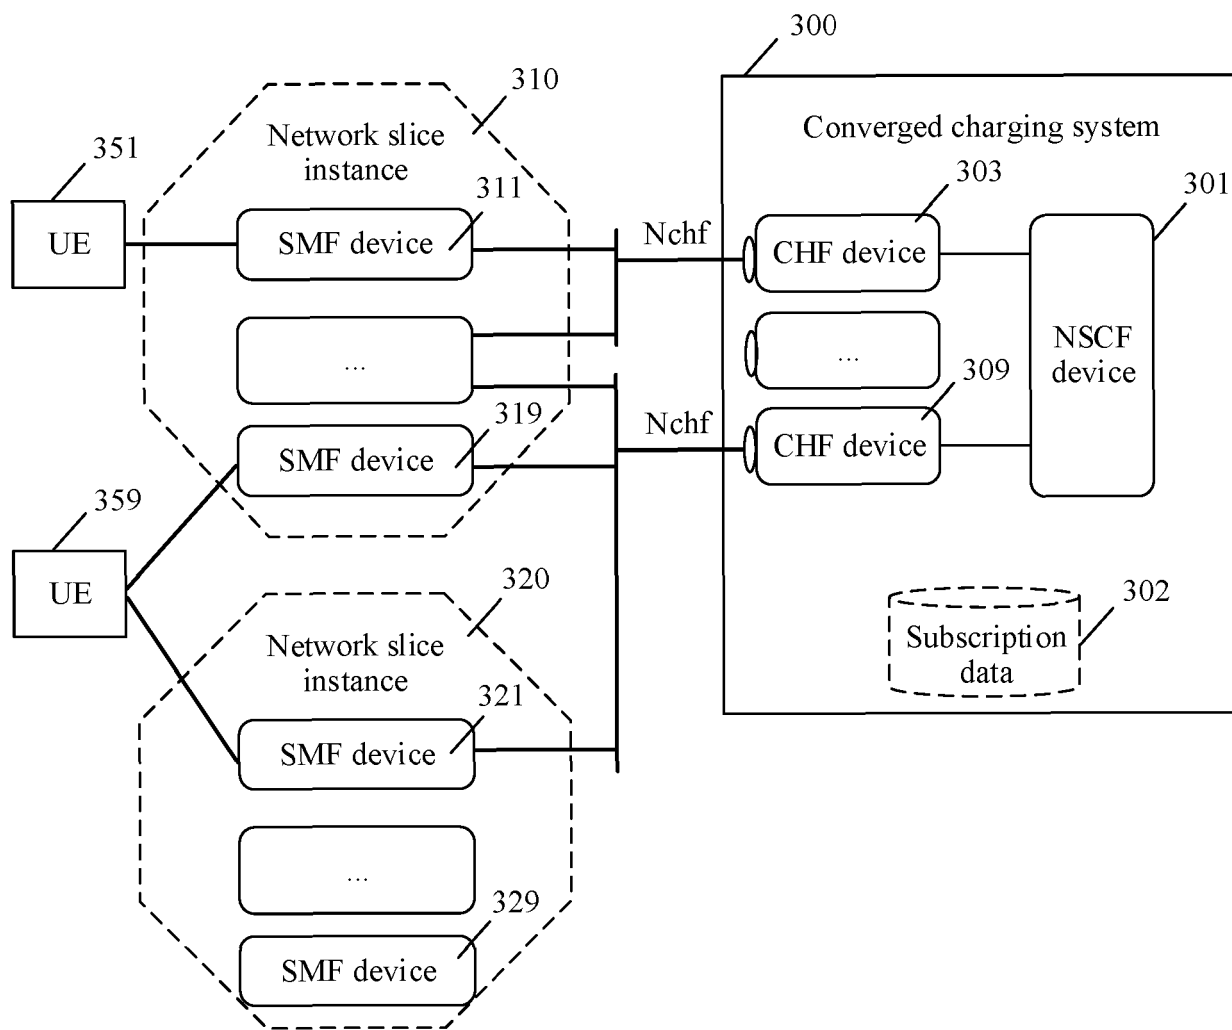 300
310
Network slice
instance
Converged charging system
351
311
303
301
UE
SMF device
Nchf
CHF device
...
...
NSCF
device
319
309
SMF device
Nchf
CHF device
359
UE
320
302
Network slice
instance
Subscription
data
321
SMF device
...
329
SMF device